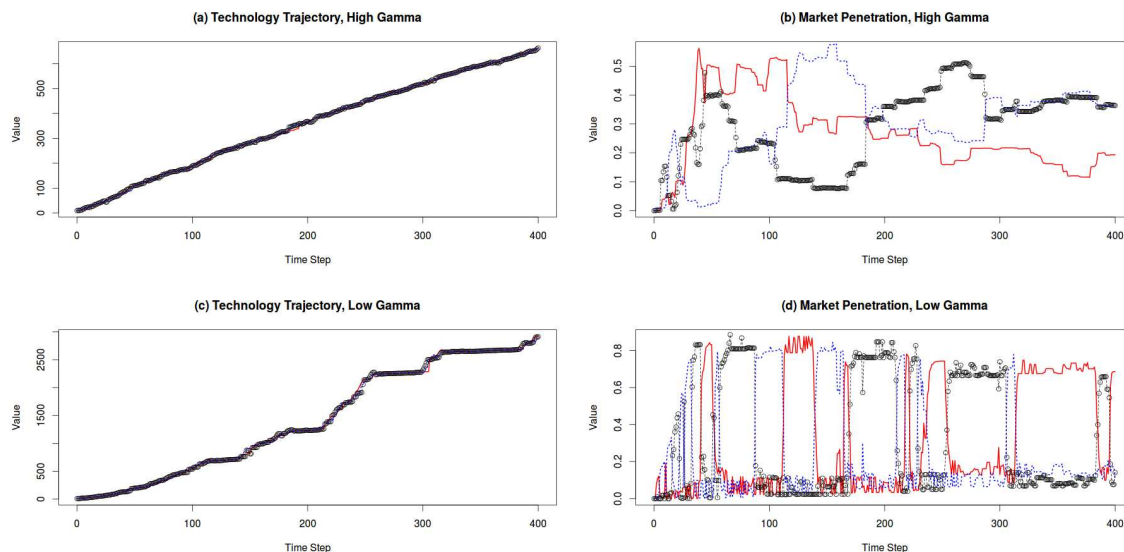 (a) Technology Trajectory, High Gamma
Value
0 100 300 500
0 100 200 300 400
Time Step
(b) Market Penetration, High Gamma
Value
0.0 0.1 0.2 0.3 0.4 0.5
0 100 200 300 400
Time Step
(c) Technology Trajectory, Low Gamma
Value
0 500 1500 2500
0 100 200 300 400
Time Step
(d) Market Penetration, Low Gamma
Value
0.0 0.2 0.4 0.6 0.8
0 100 200 300 400
Time Step